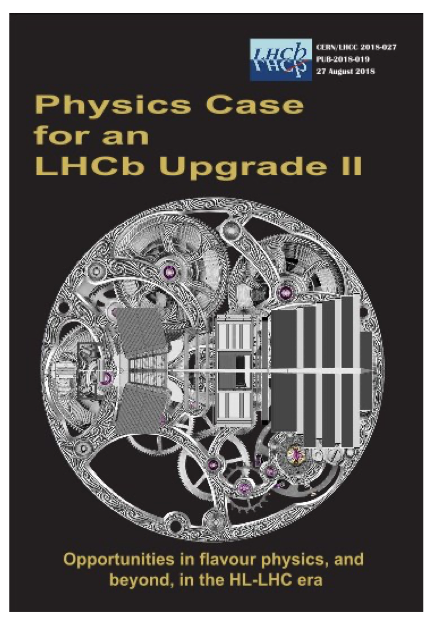 LHCb
LHCP
CERN/LHCC 2018-027
PUB-2018-019
27 August 2018
Physics Case
for an
LHCb Upgrade II
Opportunities in flavour physics, and
beyond, in the HL-LHC era